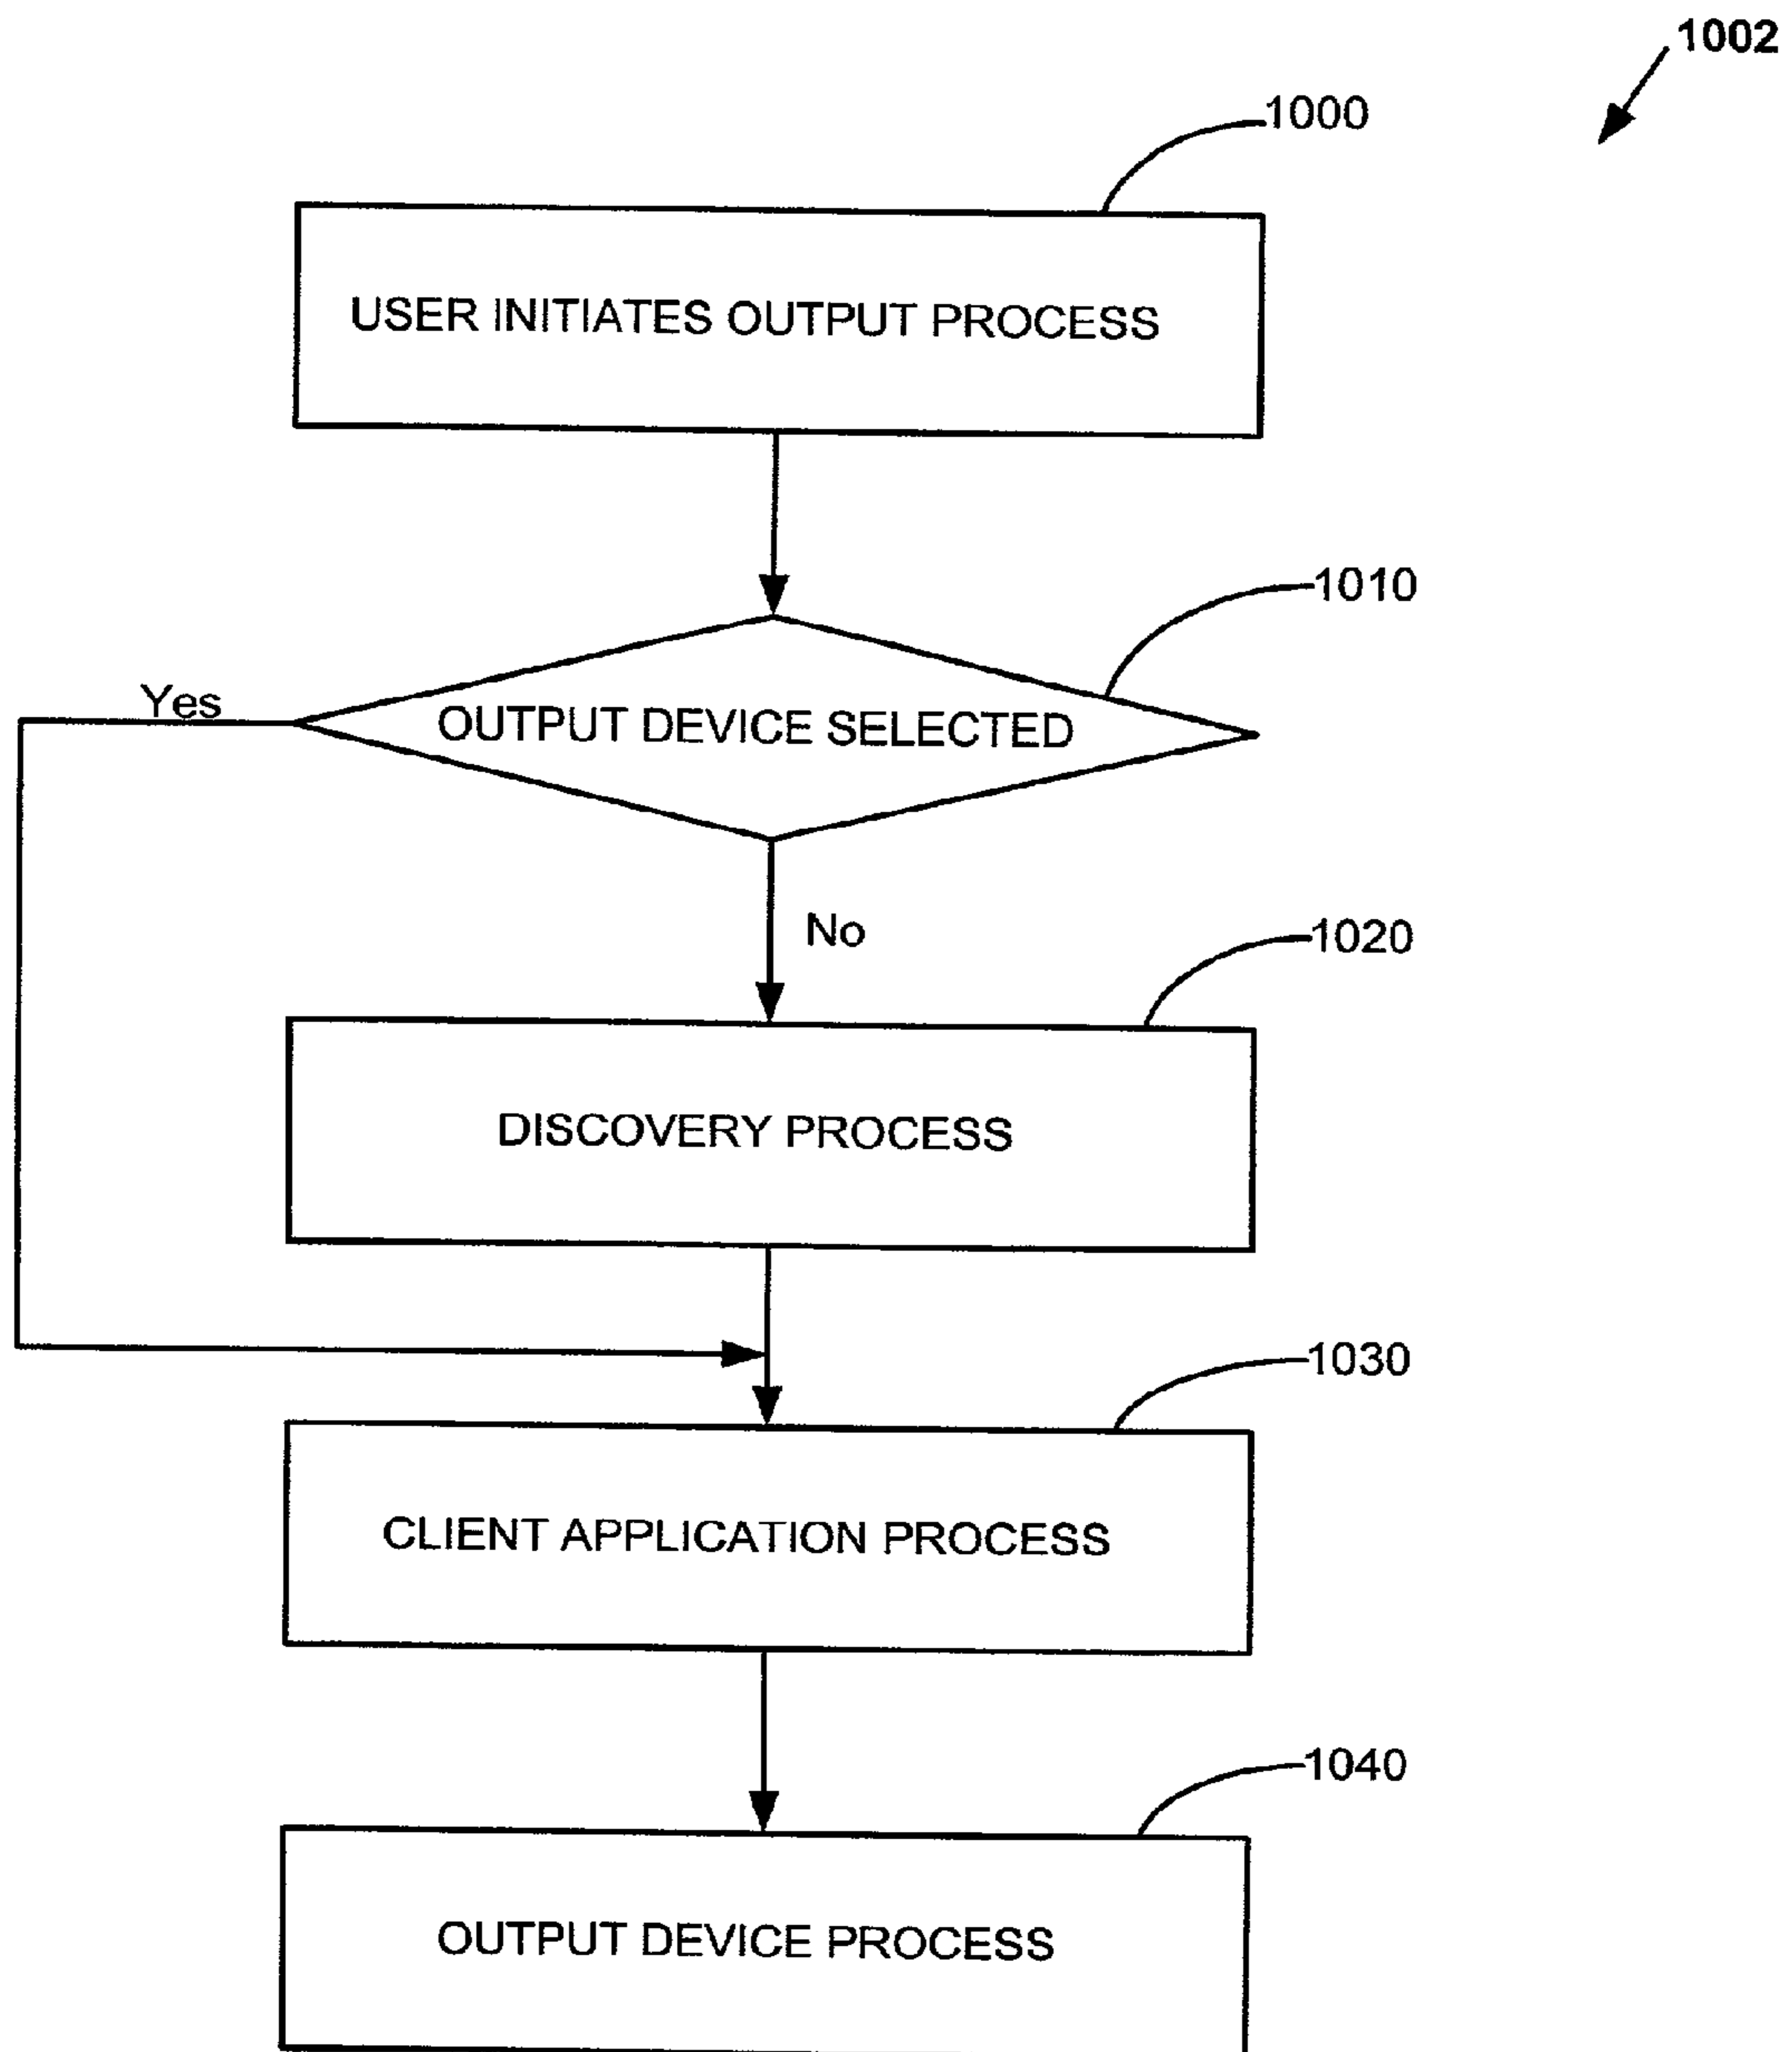 1002
1000
USER INITIATES OUTPUT PROCESS
1010
Yes
OUTPUT DEVICE SELECTED
No
1020
DISCOVERY PROCESS
1030
CLIENT APPLICATION PROCESS
1040
OUTPUT DEVICE PROCESS